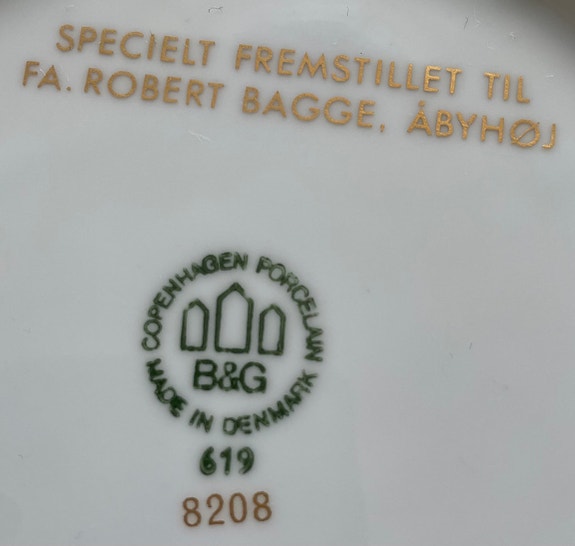 SPECIELT FREMSTILLET TIL
FA. ROBERT BAGGE, ÅBYHØJ
COPENHAGEN PORCELAIN
B&G
MADE IN DENMARK
619
8208